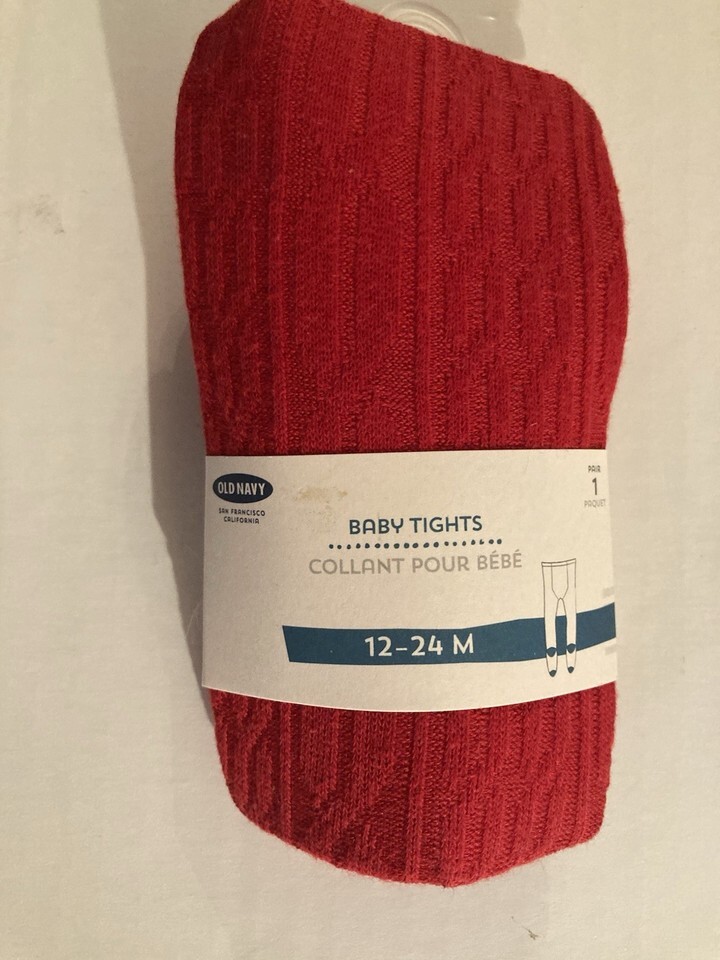 OLD NAVY
SAN FRANCISCO
CALIFORNIA
PAIR
1
PAQUET
BABY TIGHTS
COLLANT POUR BÉBÉ
12-24 M